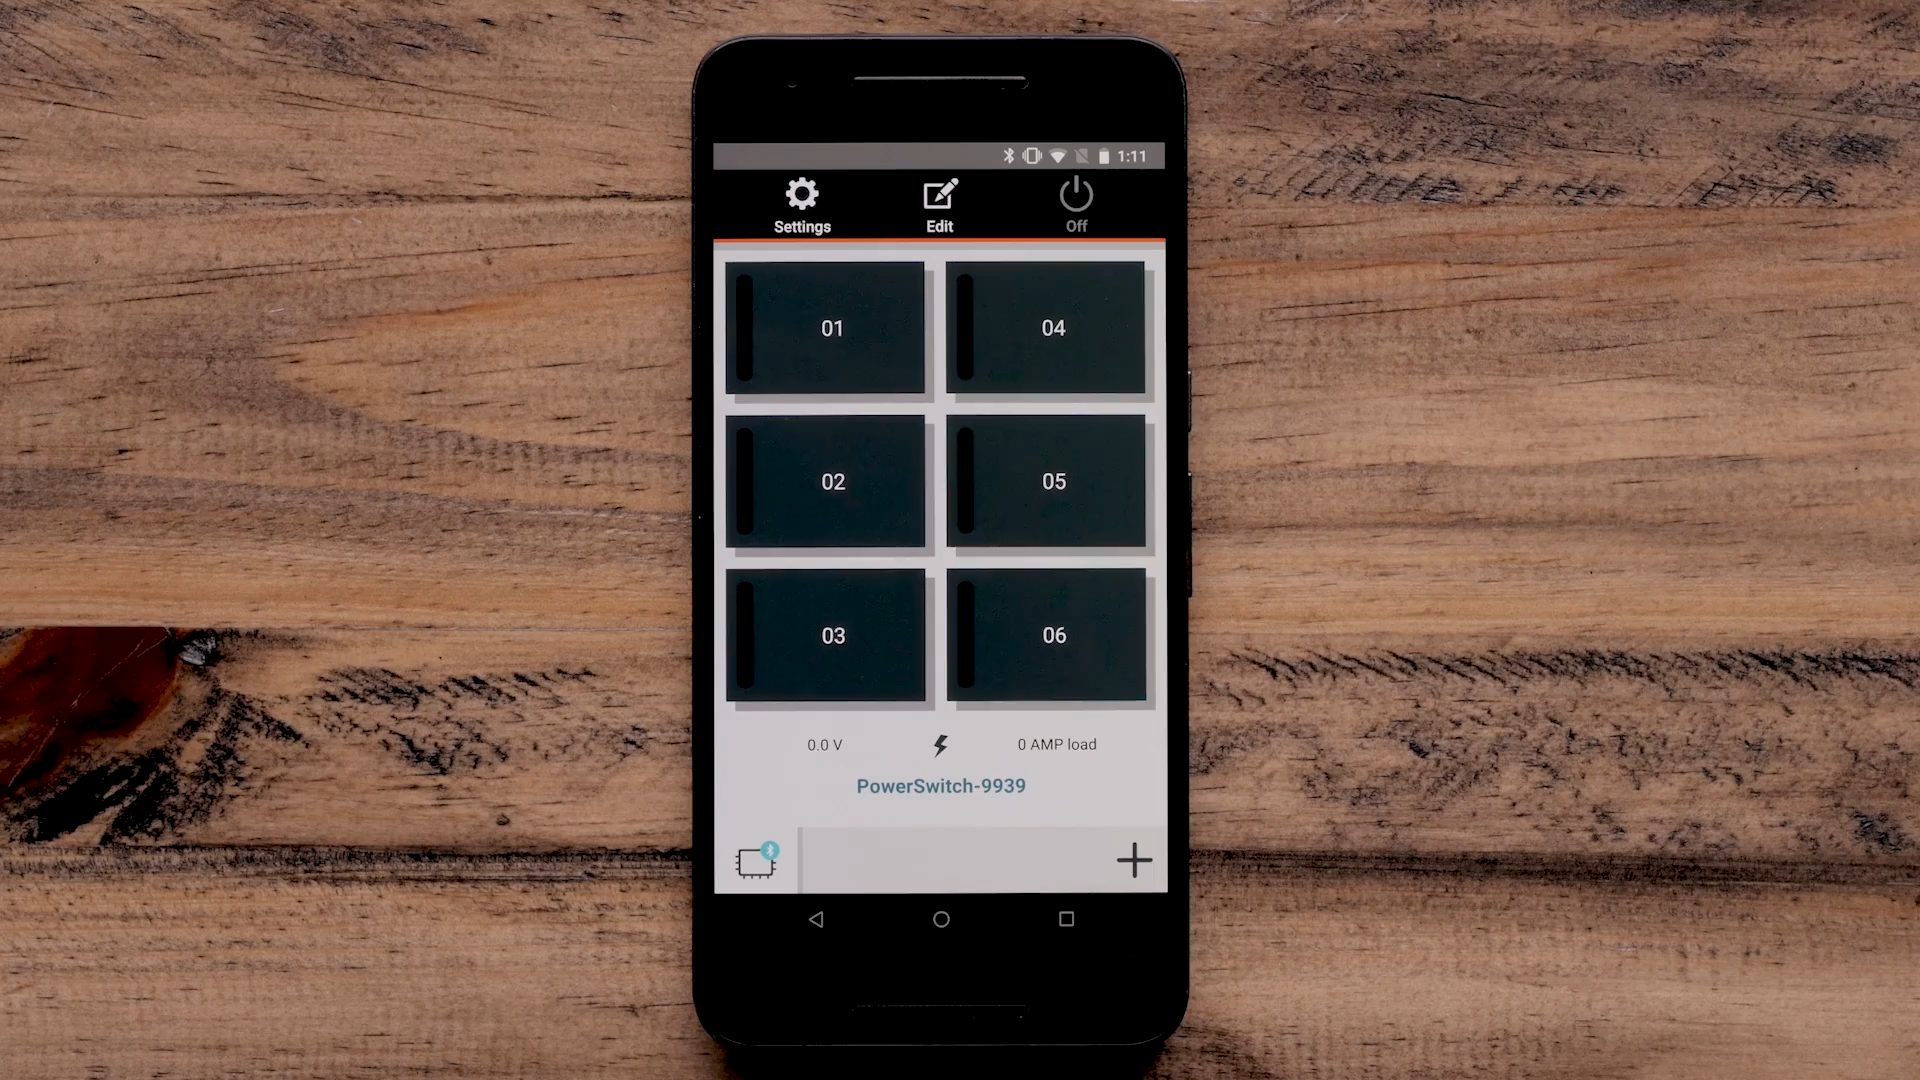 1:11
Settings Edit Off
01 04
02 05
03 06
0.0 V 0 AMP load
PowerSwitch-9939